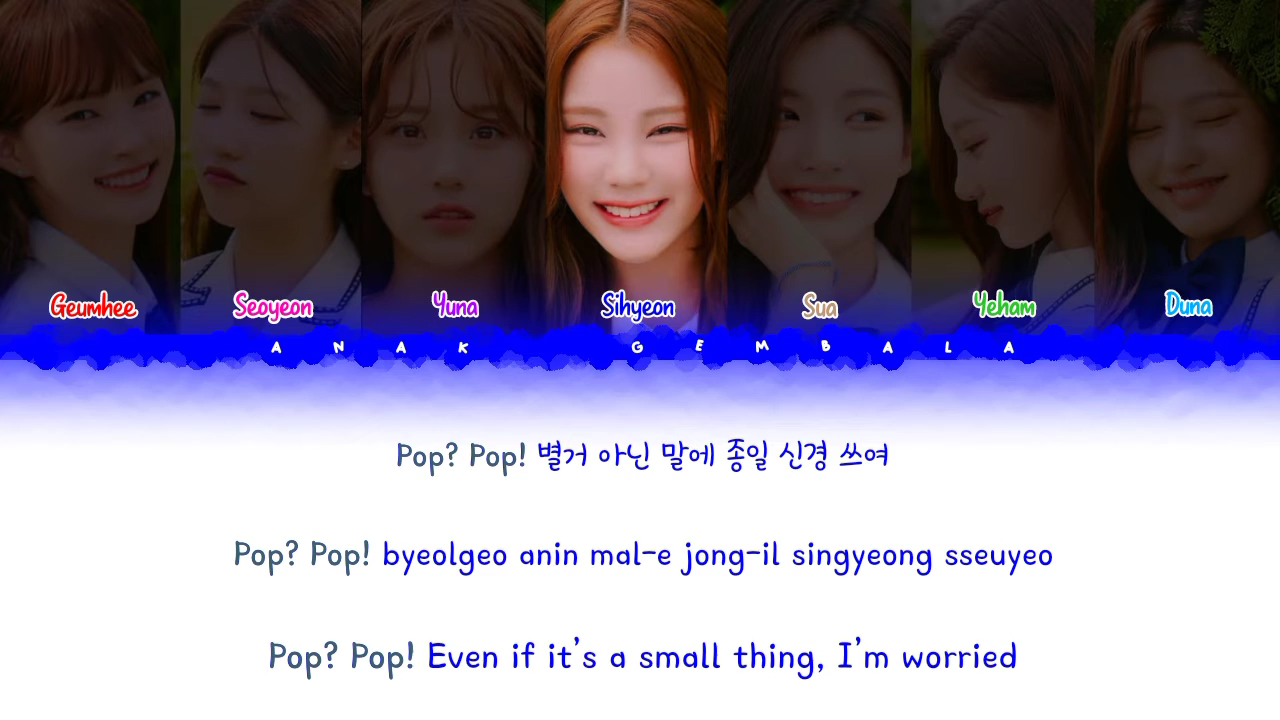 Geumhee Seoyeon Yuna Sihyeon Sua Yeham Duna
ANAK GEMBALA
Pop? Pop! 별거 아닌 말에 종일 신경 쓰여
Pop? Pop! byeolgeo anin mal-e jong-il singyeong sseuyeo
Pop? Pop! Even if it's a small thing, I'm worried